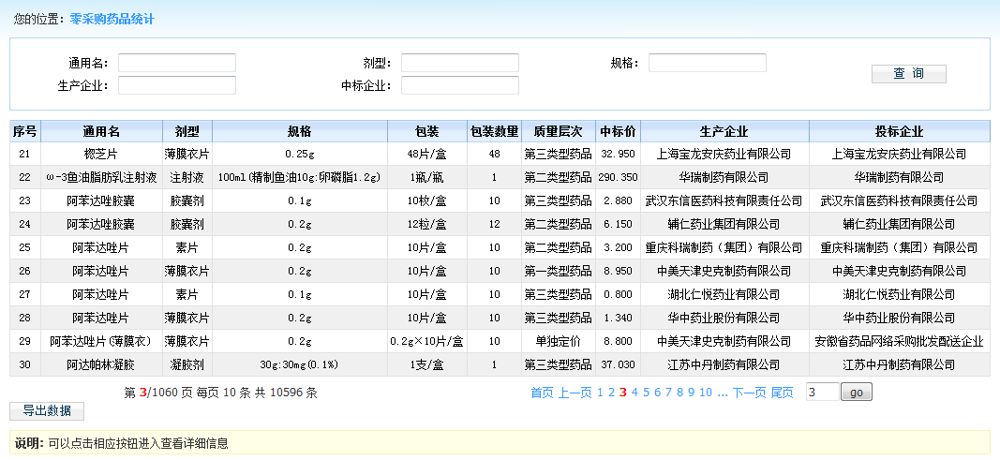 您的位置：零采购药品统计
通用名： 剂型： 规格： 查 询
生产企业： 中标企业：
序号 通用名 剂型 规格 包装 包装数量 质量层次 中标价 生产企业 投标企业
21 楤芝片 薄膜衣片 0.25g 48片/盒 48 第三类型药品 32.950 上海宝龙安庆药业有限公司 上海宝龙安庆药业有限公司
22 ω-3鱼油脂肪乳注射液 注射液 100ml(精制鱼油10g:卵磷脂1.2g) 1瓶/瓶 1 第二类型药品 290.350 华瑞制药有限公司 华瑞制药有限公司
23 阿苯达唑胶囊 胶囊剂 0.1g 10枚/盒 10 第三类型药品 2.880 武汉东信医药科技有限责任公司 武汉东信医药科技有限责任公司
24 阿苯达唑胶囊 胶囊剂 0.2g 12粒/盒 12 第二类型药品 6.150 辅仁药业集团有限公司 辅仁药业集团有限公司
25 阿苯达唑片 素片 0.2g 10片/盒 10 第二类型药品 3.200 重庆科瑞制药（集团）有限公司 重庆科瑞制药（集团）有限公司
26 阿苯达唑片 薄膜衣片 0.2g 10片/盒 10 第一类型药品 8.950 中美天津史克制药有限公司 中美天津史克制药有限公司
27 阿苯达唑片 素片 0.1g 10片/盒 10 第三类型药品 0.800 湖北仁悦药业有限公司 湖北仁悦药业有限公司
28 阿苯达唑片 薄膜衣片 0.2g 10片/盒 10 第三类型药品 1.340 华中药业股份有限公司 华中药业股份有限公司
29 阿苯达唑片(薄膜衣) 薄膜衣片 0.2g 0.2g×10片/盒 10 单独定价 8.800 中美天津史克制药有限公司 安徽省药品网络采购批发配送企业
30 阿达帕林凝胶 凝胶剂 30g:30mg(0.1%) 1支/盒 1 第三类型药品 37.030 江苏中丹制药有限公司 江苏中丹制药有限公司
第 3/1060 页 每页 10 条 共 10596 条 首页 上一页 1 2 3 4 5 6 7 8 9 10 ... 下一页 尾页 3 go
导出数据
说明：可以点击相应按钮进入查看详细信息